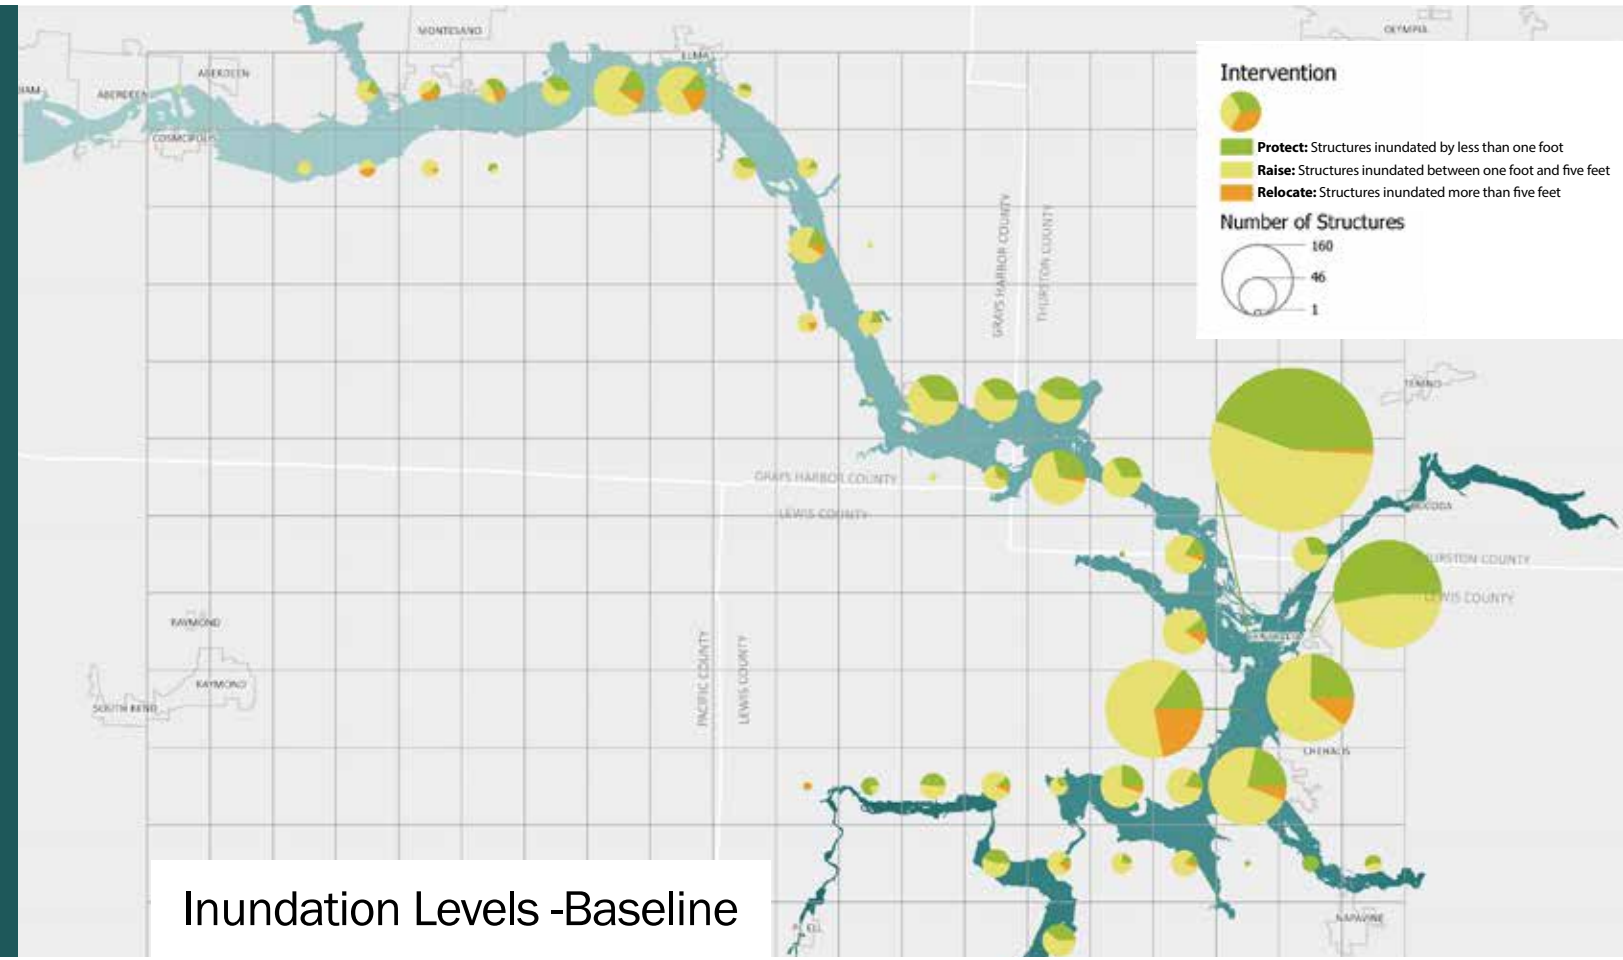 MONTESANO
OLYMPIA
ELMA
ABERDEEN
ABERDEEN
COSMOPOLIS
Intervention
Protect: Structures inundated by less than one foot
Raise: Structures inundated between one foot and five feet
Relocate: Structures inundated more than five feet
Number of Structures
160
46
1
GRAYS HARBOR COUNTY
THURSTON COUNTY
TENINO
GRAYS HARBOR COUNTY
LEWIS COUNTY
BUCODA
LEWIS COUNTY
RAYMOND
RAYMOND
SOUTH BEND
PACIFIC COUNTY
LEWIS COUNTY
CHEHALIS
NAPAVINE
Inundation Levels -Baseline